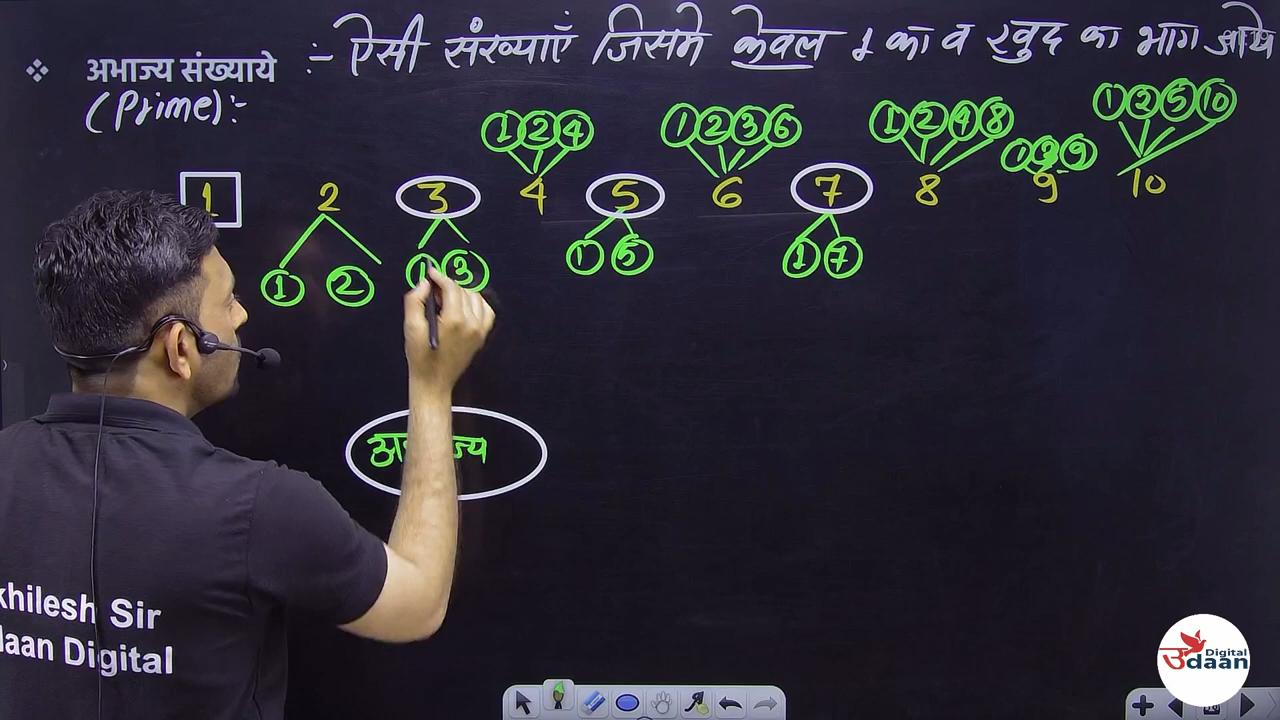 ❖ अभाज्य संख्याये :- ऐसी संख्याएँ जिसमे केवल 1 का व खुद का भाग
(Prime):-
① ② ④ ① ② ③ ⑥ ① ② ④ ⑧ ① ③ ⑨ ① ② ⑤ ⑩
1 2 3 4 5 6 7 8 9 10
① ② ① ③ ① ⑤ ① ⑦
khilesh Sir
daan Digital
Digital
उdaan